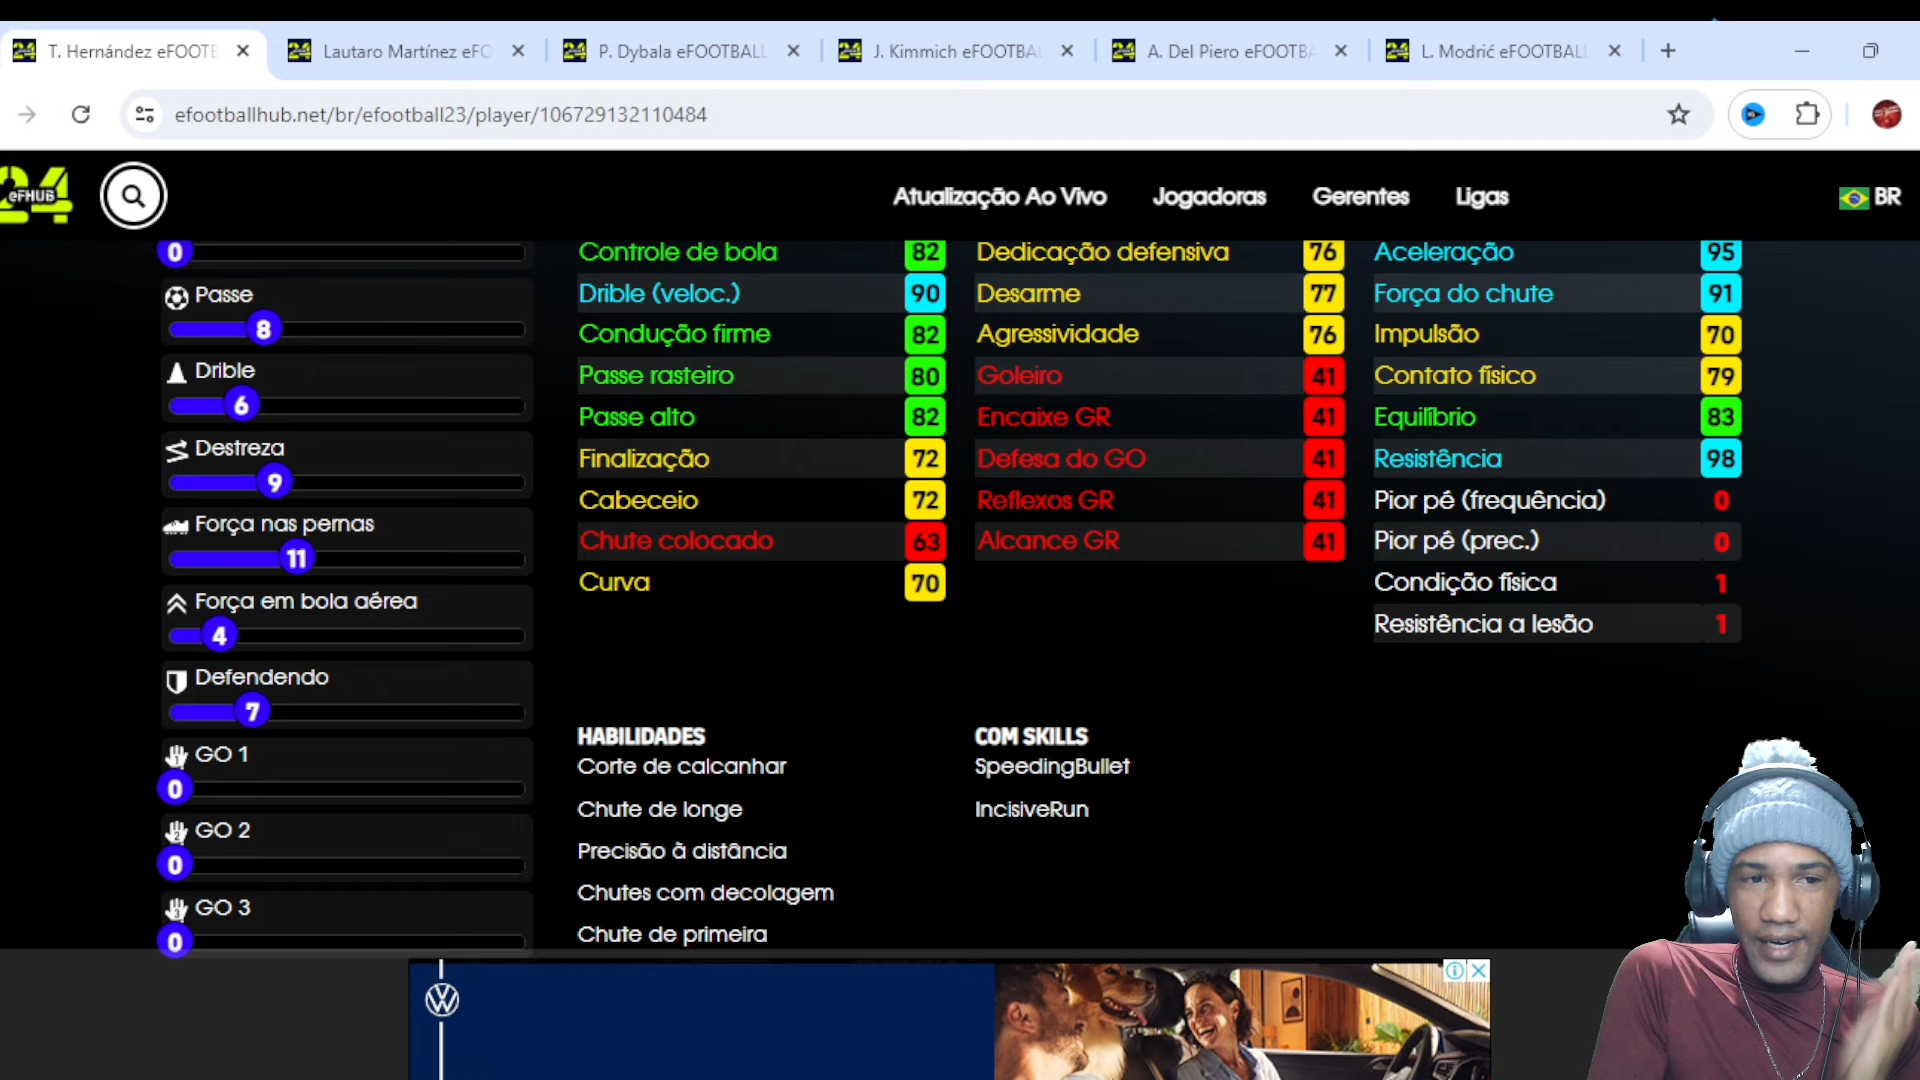 T. Hernández eFOOTB
Lautaro Martínez eFO
P. Dybala eFOOTBALL
J. Kimmich eFOOTBAL
A. Del Piero eFOOTBA
L. Modrić eFOOTBALL
efootballhub.net/br/efootball23/player/106729132110484
24 eFHUB
Atualização Ao Vivo Jogadoras Gerentes Ligas
BR
0
Passe
8
Drible
6
Destreza
9
Força nas pernas
11
Força em bola aérea
4
Defendendo
7
GO 1
0
GO 2
0
GO 3
0
Controle de bola 82
Drible (veloc.) 90
Condução firme 82
Passe rasteiro 80
Passe alto 82
Finalização 72
Cabeceio 72
Chute colocado 63
Curva 70
Dedicação defensiva 76
Desarme 77
Agressividade 76
Goleiro 41
Encaixe GR 41
Defesa do GO 41
Reflexos GR 41
Alcance GR 41
Aceleração 95
Força do chute 91
Impulsão 70
Contato físico 79
Equilíbrio 83
Resistência 98
Pior pé (frequência) 0
Pior pé (prec.) 0
Condição física 1
Resistência a lesão 1
HABILIDADES
Corte de calcanhar
Chute de longe
Precisão à distância
Chutes com decolagem
Chute de primeira
COM SKILLS
SpeedingBullet
IncisiveRun